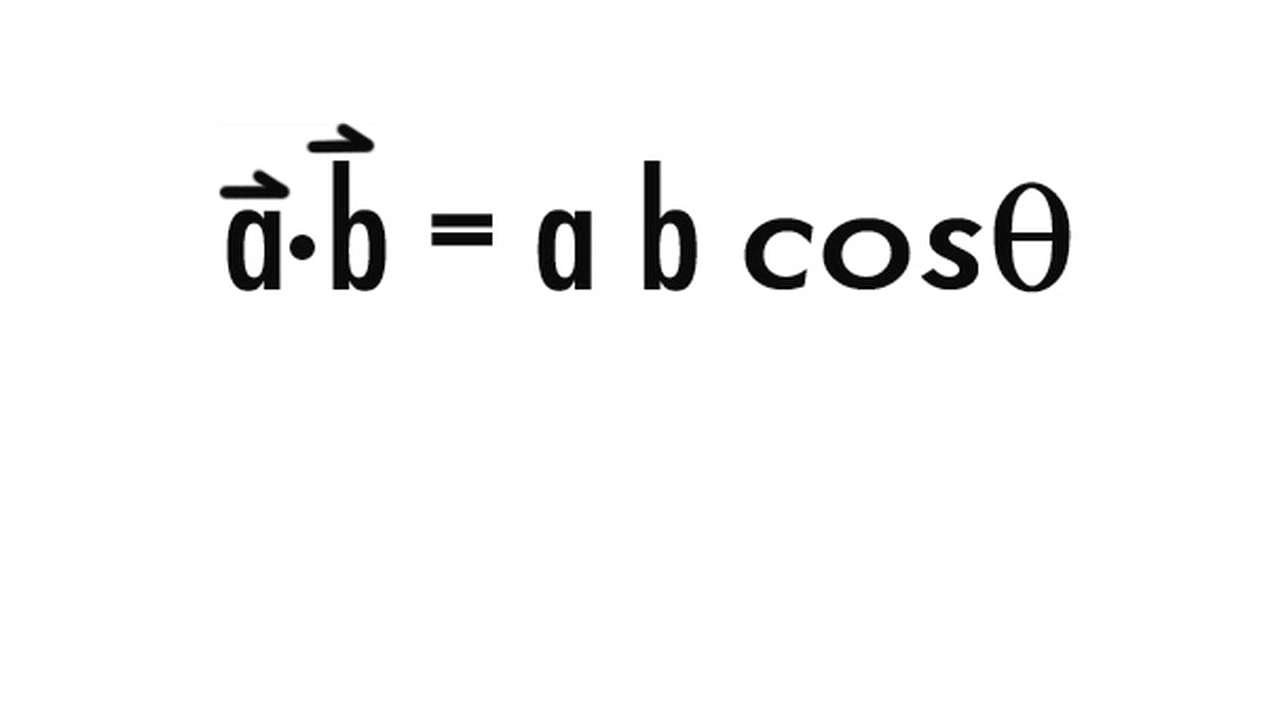 a⃗·b⃗ = a b cosθ